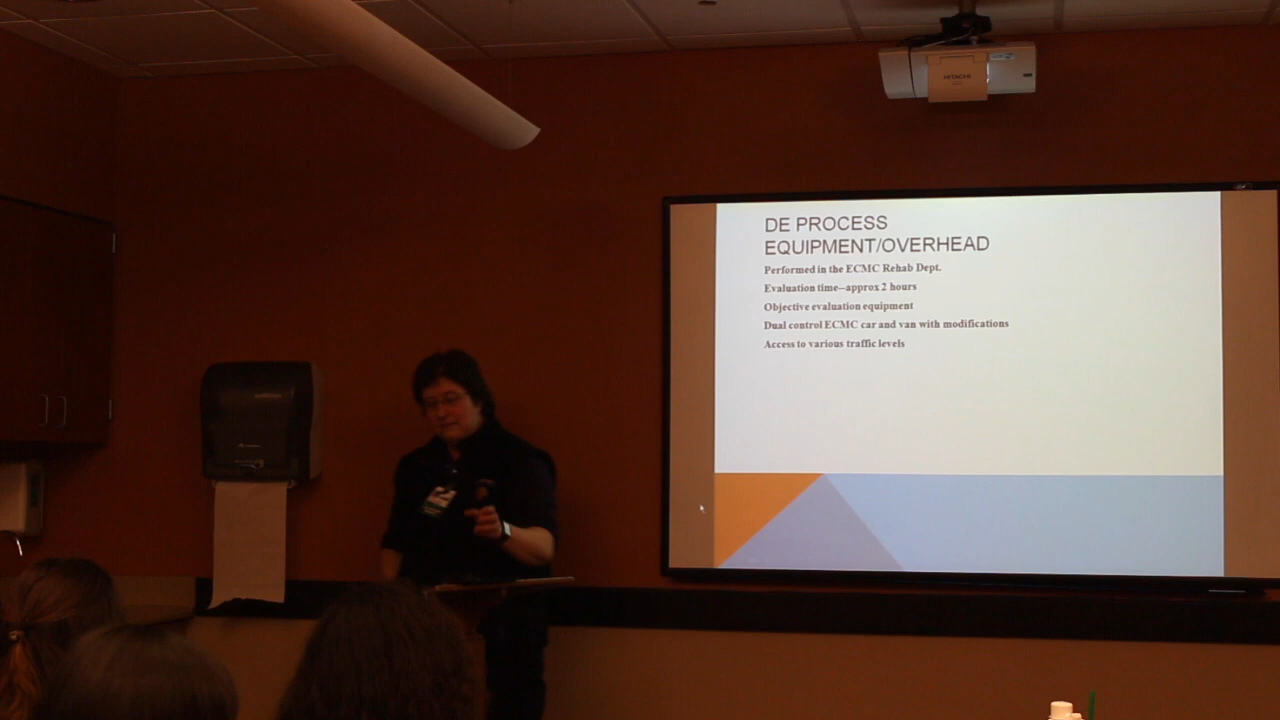 HITACHI
DE PROCESS
EQUIPMENT/OVERHEAD
Performed in the ECMC Rehab Dept.
Evaluation time--approx 2 hours
Objective evaluation equipment
Dual control ECMC car and van with modifications
Access to various traffic levels